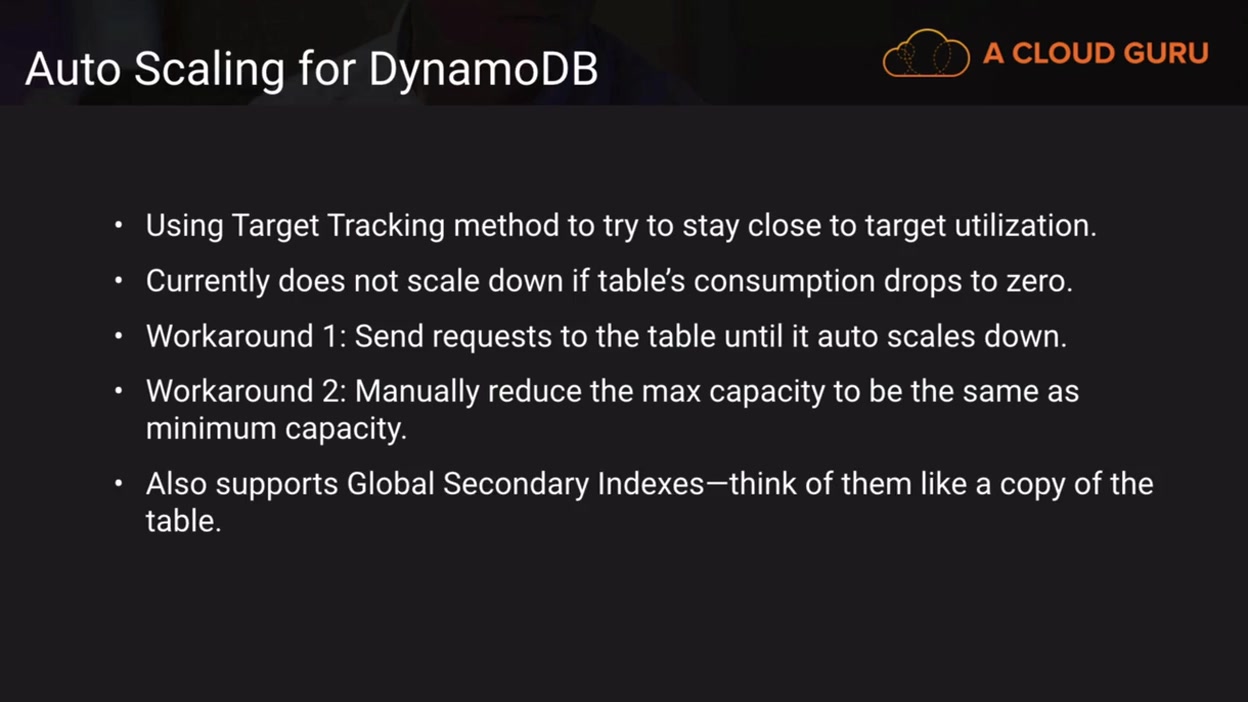 Auto Scaling for DynamoDB
A CLOUD GURU
• Using Target Tracking method to try to stay close to target utilization.
• Currently does not scale down if table’s consumption drops to zero.
• Workaround 1: Send requests to the table until it auto scales down.
• Workaround 2: Manually reduce the max capacity to be the same as
minimum capacity.
• Also supports Global Secondary Indexes—think of them like a copy of the
table.